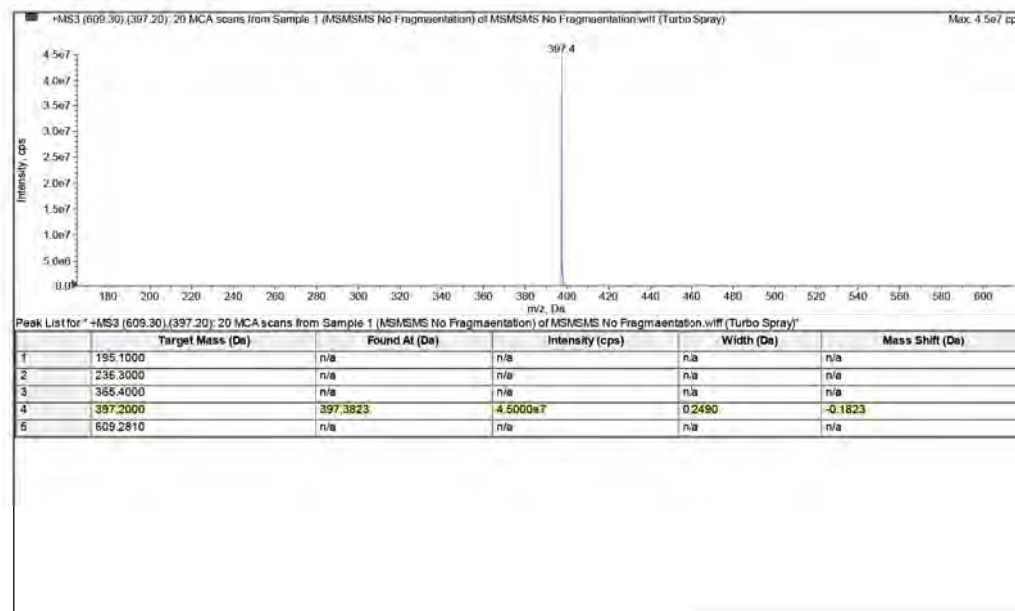 +MS3 (609.30),(397.20): 20 MCA scans from Sample 1 (MSMSMS No Fragmaentation) of MSMSMS No Fragmaentation.wiff (Turbo Spray) Max. 4.5e7 cp
397.4
4.5e7
4.0e7
3.5e7
3.0e7
2.5e7
2.0e7
1.5e7
1.0e7
5.0e6
0.0
Intensity, cps
180 200 220 240 260 280 300 320 340 360 380 400 420 440 460 480 500 520 540 560 580 600
m/z, Da
Peak List for " +MS3 (609.30),(397.20): 20 MCA scans from Sample 1 (MSMSMS No Fragmaentation) of MSMSMS No Fragmaentation.wiff (Turbo Spray)"
Target Mass (Da) Found At (Da) Intensity (cps) Width (Da) Mass Shift (Da)
1 195.1000 n/a n/a n/a n/a
2 236.3000 n/a n/a n/a n/a
3 365.4000 n/a n/a n/a n/a
4 397.2000 397.3823 4.5000e7 0.2490 -0.1823
5 609.2810 n/a n/a n/a n/a